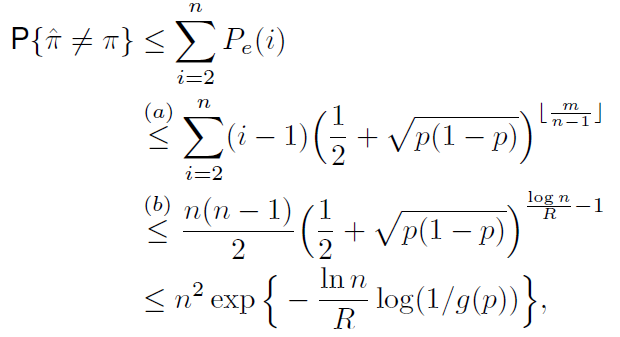 P{π̂ ≠ π} ≤ ∑_{i=2}^{n} P_e(i)
(a) ≤ ∑_{i=2}^{n} (i − 1)(1/2 + √(p(1 − p)))^{⌊m/(n−1)⌋}
(b) ≤ n(n − 1)/2 (1/2 + √(p(1 − p)))^{log n/R − 1}
≤ n² exp{ − ln n/R log(1/g(p)) },